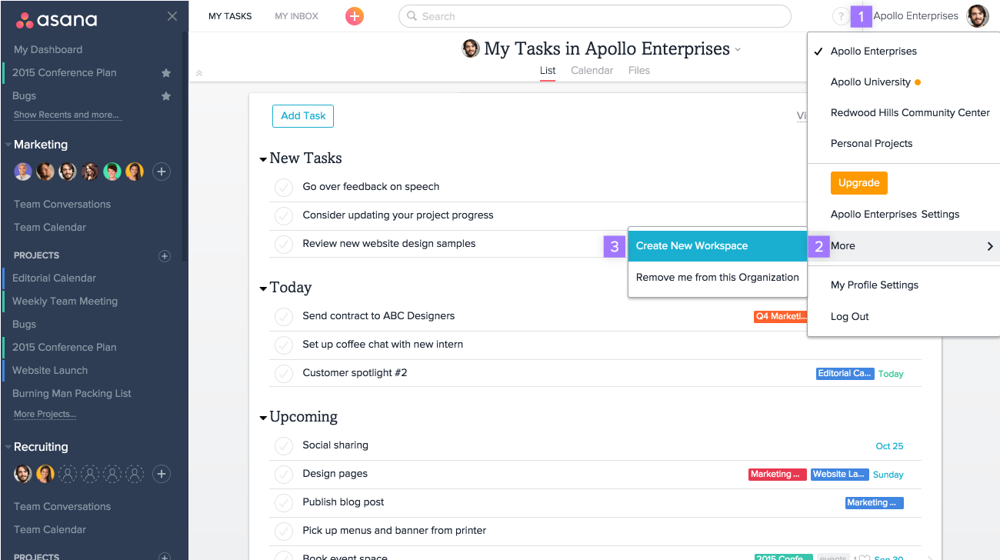 asana
My Dashboard
2015 Conference Plan
Bugs
Show Recents and more...
Marketing
Team Conversations
Team Calendar
PROJECTS
Editorial Calendar
Weekly Team Meeting
Bugs
2015 Conference Plan
Website Launch
Burning Man Packing List
More Projects...
Recruiting
Team Conversations
Team Calendar
PROJECTS
MY TASKS MY INBOX
Search
? 1 Apollo Enterprises
My Tasks in Apollo Enterprises
List Calendar Files
Add Task
Vi
New Tasks
Go over feedback on speech
Consider updating your project progress
Review new website design samples
Today
Send contract to ABC Designers Q4 Marketi...
Set up coffee chat with new intern
Customer spotlight #2 Editorial Ca... Today
Upcoming
Social sharing Oct 25
Design pages Marketing ... Website La... Sunday
Publish blog post Marketing ...
Pick up menus and banner from printer
Book event space 2015 Confe... events 1 Sep 30
Apollo Enterprises
Apollo University
Redwood Hills Community Center
Personal Projects
Upgrade
Apollo Enterprises Settings
2 More
My Profile Settings
Log Out
3 Create New Workspace
Remove me from this Organization